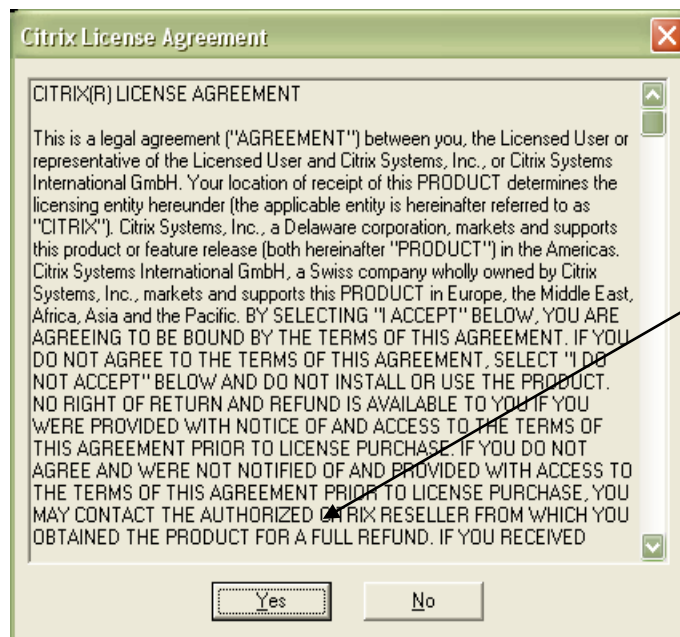 Citrix License Agreement
CITRIX(R) LICENSE AGREEMENT
This is a legal agreement ("AGREEMENT") between you, the Licensed User or
representative of the Licensed User and Citrix Systems, Inc., or Citrix Systems
International GmbH. Your location of receipt of this PRODUCT determines the
licensing entity hereunder (the applicable entity is hereinafter referred to as
"CITRIX"). Citrix Systems, Inc., a Delaware corporation, markets and supports
this product or feature release (both hereinafter "PRODUCT") in the Americas.
Citrix Systems International GmbH, a Swiss company wholly owned by Citrix
Systems, Inc., markets and supports this PRODUCT in Europe, the Middle East,
Africa, Asia and the Pacific. BY SELECTING "I ACCEPT" BELOW, YOU ARE
AGREEING TO BE BOUND BY THE TERMS OF THIS AGREEMENT. IF YOU
DO NOT AGREE TO THE TERMS OF THIS AGREEMENT, SELECT "I DO
NOT ACCEPT" BELOW AND DO NOT INSTALL OR USE THE PRODUCT.
NO RIGHT OF RETURN AND REFUND IS AVAILABLE TO YOU IF YOU
WERE PROVIDED WITH NOTICE OF AND ACCESS TO THE TERMS OF
THIS AGREEMENT PRIOR TO LICENSE PURCHASE. IF YOU DO NOT
AGREE AND WERE NOT NOTIFIED OF AND PROVIDED WITH ACCESS TO
THE TERMS OF THIS AGREEMENT PRIOR TO LICENSE PURCHASE, YOU
MAY CONTACT THE AUTHORIZED CITRIX RESELLER FROM WHICH YOU
OBTAINED THE PRODUCT FOR A FULL REFUND. IF YOU RECEIVED
Yes
No